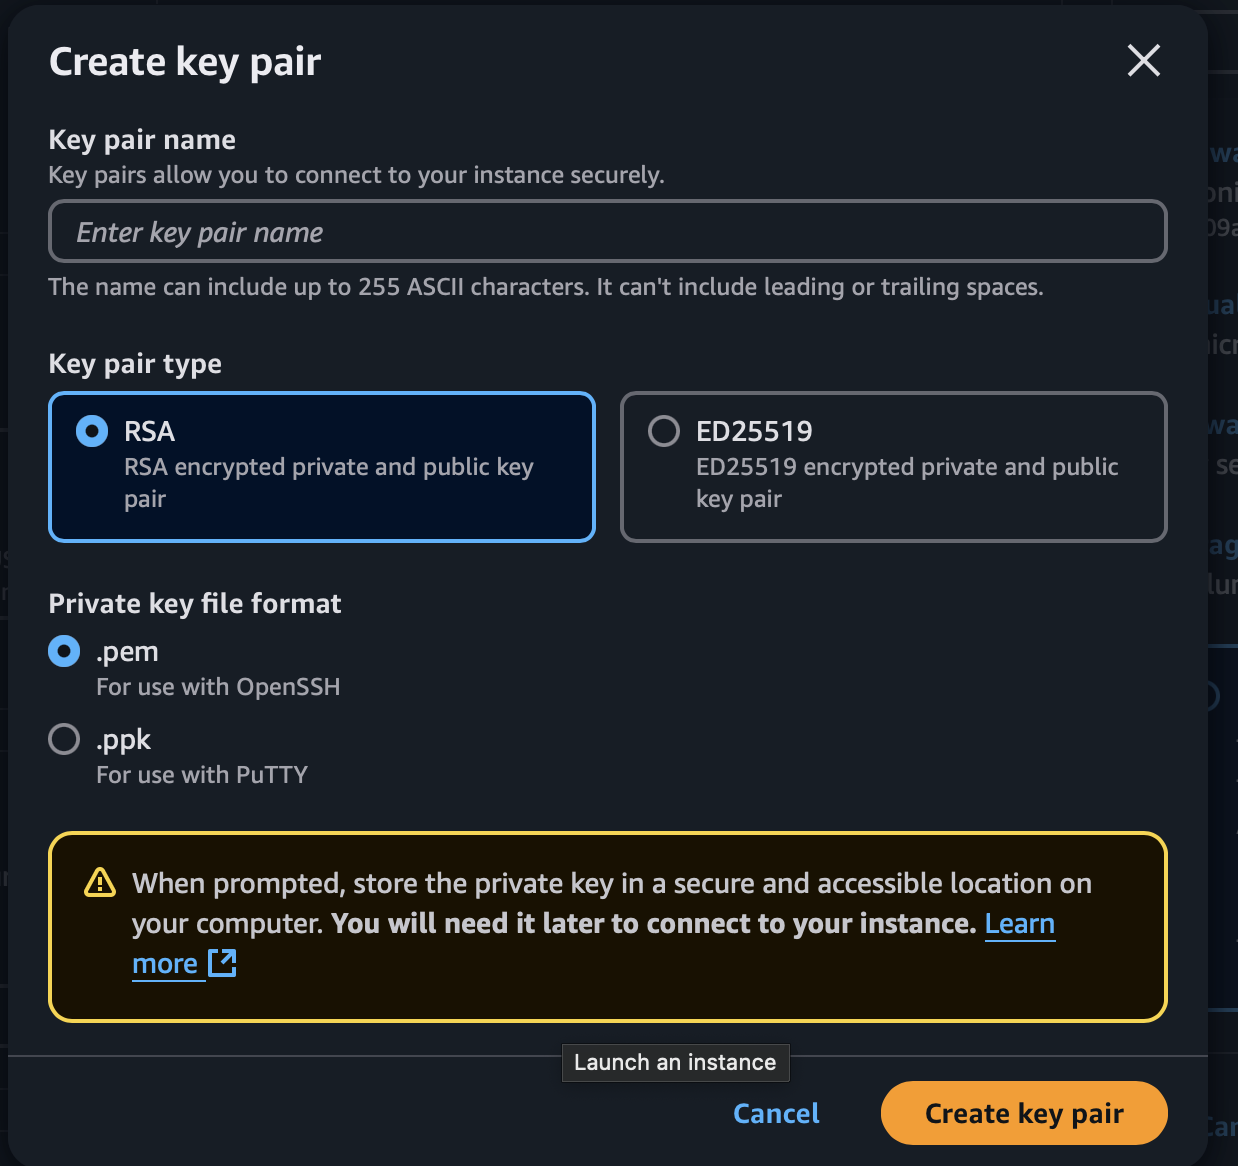 Create key pair
Key pair name
Key pairs allow you to connect to your instance securely.
Enter key pair name
The name can include up to 255 ASCII characters. It can't include leading or trailing spaces.
Key pair type
RSA
RSA encrypted private and public key
pair
ED25519
ED25519 encrypted private and public
key pair
Private key file format
.pem
For use with OpenSSH
.ppk
For use with PuTTY
When prompted, store the private key in a secure and accessible location on
your computer. You will need it later to connect to your instance. Learn
more
Launch an instance
Cancel
Create key pair